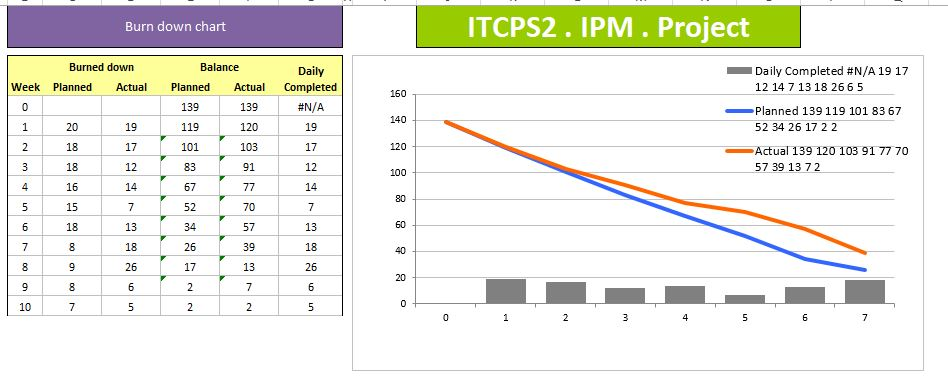 Burn down chart
ITCPS2 . IPM . Project
Burned down Balance Daily
Week Planned Actual Planned Actual Completed
0 139 139 #N/A
1 20 19 119 120 19
2 18 17 101 103 17
3 18 12 83 91 12
4 16 14 67 77 14
5 15 7 52 70 7
6 18 13 34 57 13
7 8 18 26 39 18
8 9 26 17 13 26
9 8 6 2 7 6
10 7 5 2 2 5
Daily Completed #N/A 19 17
12 14 7 13 18 26 6 5
Planned 139 119 101 83 67
52 34 26 17 2 2
Actual 139 120 103 91 77 70
57 39 13 7 2
160
140
120
100
80
60
40
20
0
0 1 2 3 4 5 6 7